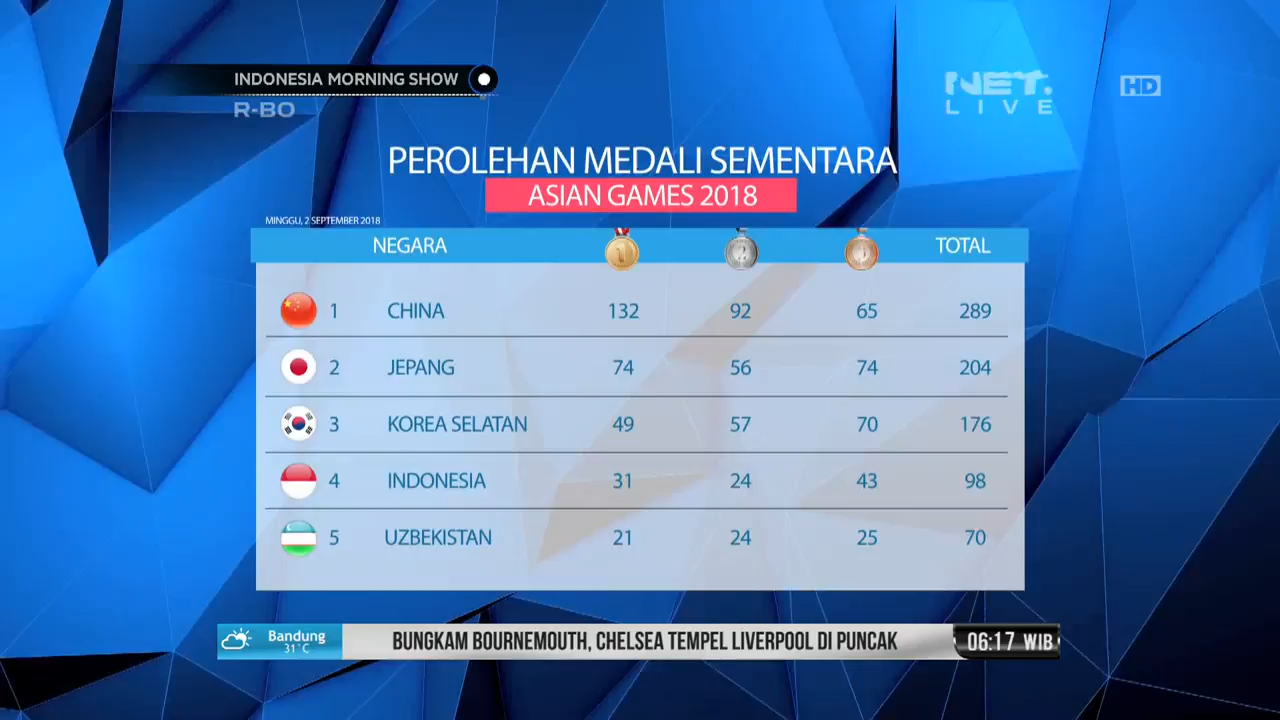 INDONESIA MORNING SHOW
R-BO
NET.
LIVE
HD
PEROLEHAN MEDALI SEMENTARA
ASIAN GAMES 2018
MINGGU, 2 SEPTEMBER 2018
NEGARA 1 2 3 TOTAL
1 CHINA 132 92 65 289
2 JEPANG 74 56 74 204
3 KOREA SELATAN 49 57 70 176
4 INDONESIA 31 24 43 98
5 UZBEKISTAN 21 24 25 70
Bandung
31°C
BUNGKAM BOURNEMOUTH, CHELSEA TEMPEL LIVERPOOL DI PUNCAK
06:17 WIB